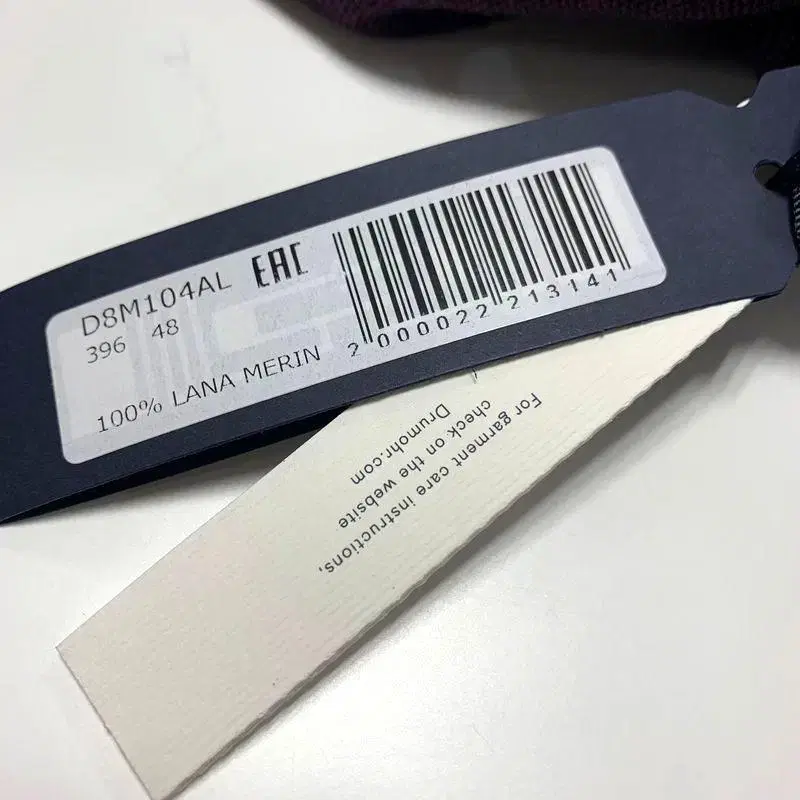 D8M104AL EAC
396 48
100% LANA MERIN
2 000022 213141
For garment care instructions,
check on the website
Drumohr.com